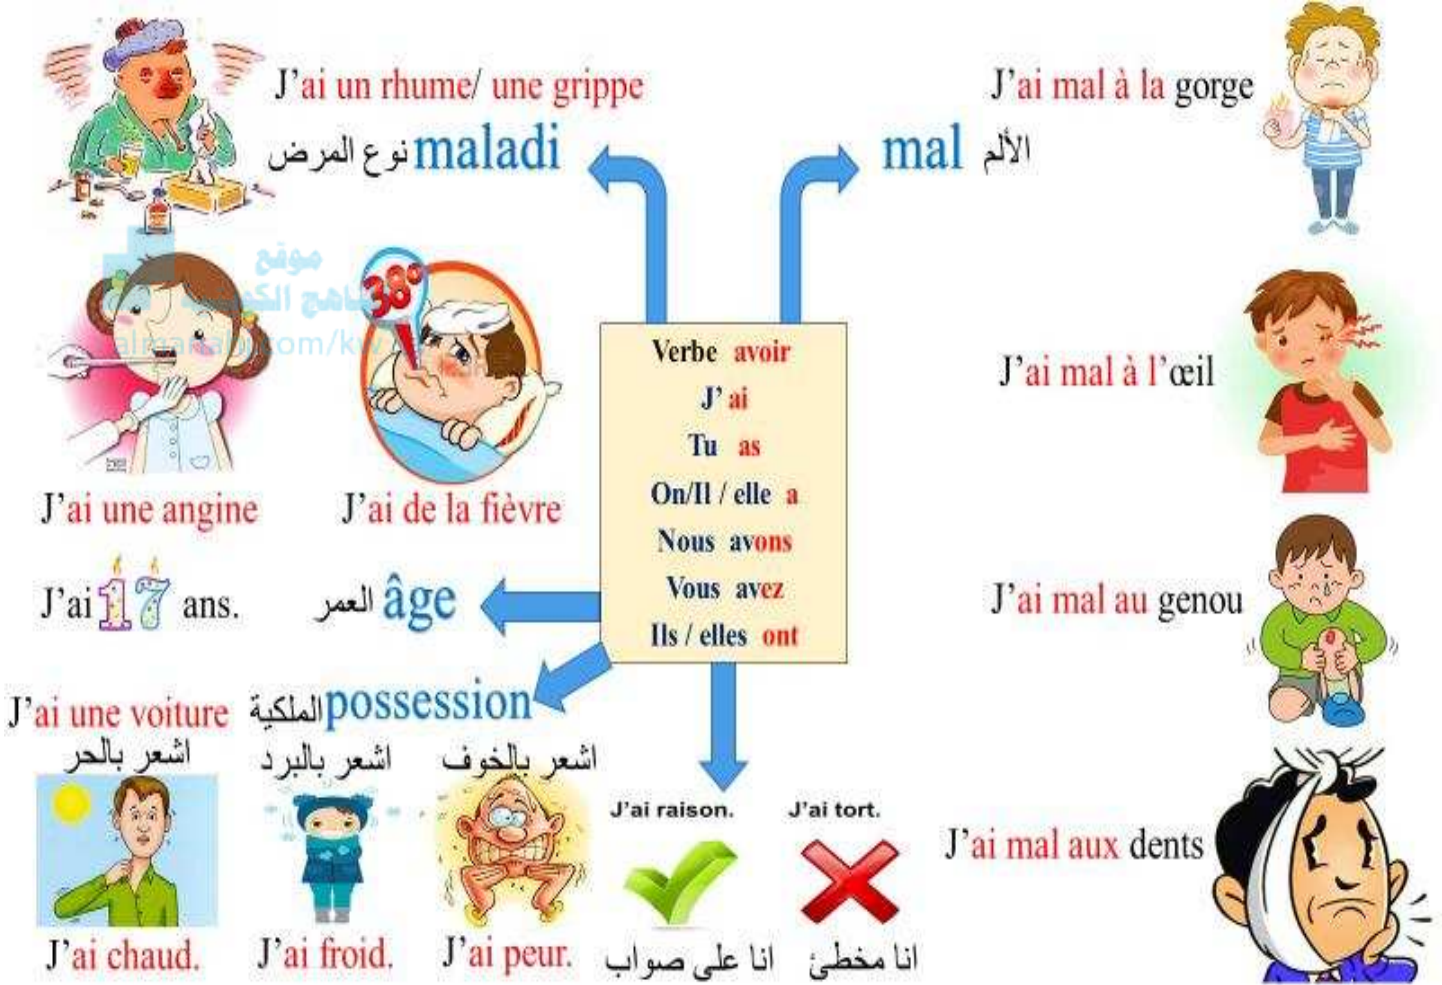 J'ai un rhume/ une grippe
maladi نوع المرض
J'ai mal à la gorge
mal الألم
موقع
almanahj.com/kw
38°
J'ai une angine
J'ai de la fièvre
J'ai mal à l'œil
Verbe avoir
J' ai
Tu as
On/Il / elle a
Nous avons
Vous avez
Ils / elles ont
J'ai 17 ans.
âge العمر
J'ai mal au genou
J'ai une voiture
possession الملكية
اشعر بالحر
اشعر بالبرد
اشعر بالخوف
J'ai chaud.
J'ai froid.
J'ai peur.
J'ai raison.
J'ai tort.
انا على صواب
انا مخطئ
J'ai mal aux dents